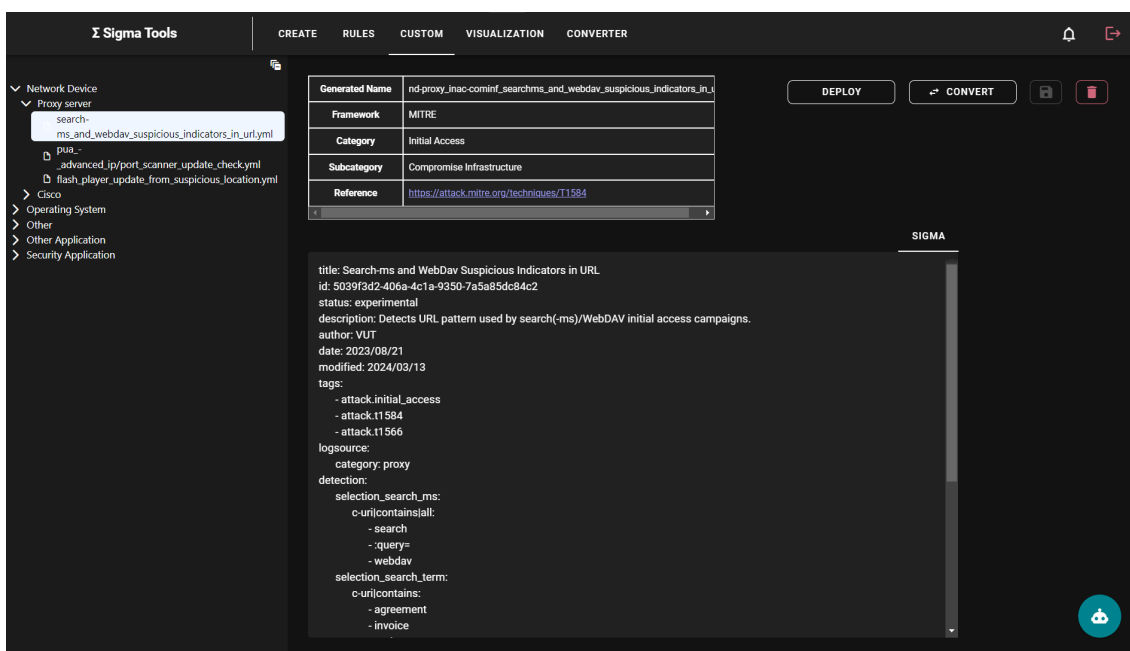 Σ Sigma Tools
CREATE RULES CUSTOM VISUALIZATION CONVERTER
Network Device
Proxy server
search-
ms_and_webdav_suspicious_indicators_in_url.yml
pua_-
_advanced_ip/port_scanner_update_check.yml
flash_player_update_from_suspicious_location.yml
Cisco
Operating System
Other
Other Application
Security Application
Generated Name nd-proxy_inac-cominf_searchms_and_webdav_suspicious_indicators_in_u
Framework MITRE
Category Initial Access
Subcategory Compromise Infrastructure
Reference https://attack.mitre.org/techniques/T1584
DEPLOY CONVERT
SIGMA
title: Search-ms and WebDav Suspicious Indicators in URL
id: 5039f3d2-406a-4c1a-9350-7a5a85dc84c2
status: experimental
description: Detects URL pattern used by search(-ms)/WebDAV initial access campaigns.
author: VUT
date: 2023/08/21
modified: 2024/03/13
tags:
- attack.initial_access
- attack.t1584
- attack.t1566
logsource:
category: proxy
detection:
selection_search_ms:
c-uri|contains|all:
- search
- :query=
- webdav
selection_search_term:
c-uri|contains:
- agreement
- invoice